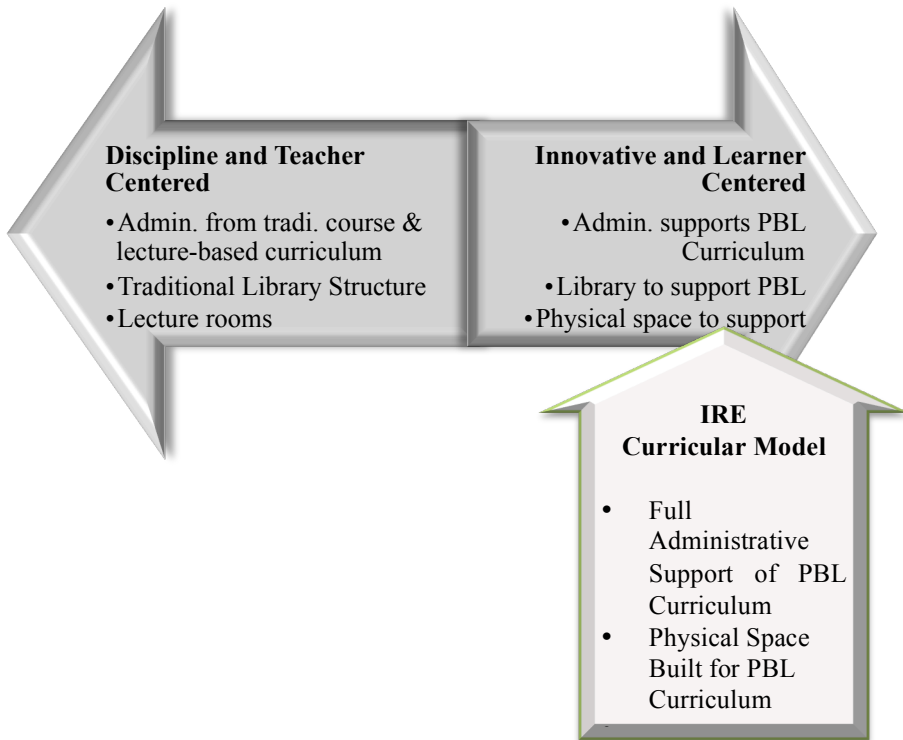 Discipline and Teacher
Centered
•Admin. from tradi. course &
lecture-based curriculum
•Traditional Library Structure
•Lecture rooms
Innovative and Learner
Centered
•Admin. supports PBL
Curriculum
•Library to support PBL
•Physical space to support
IRE
Curricular Model
• Full
Administrative
Support of PBL
Curriculum
• Physical Space
Built for PBL
Curriculum